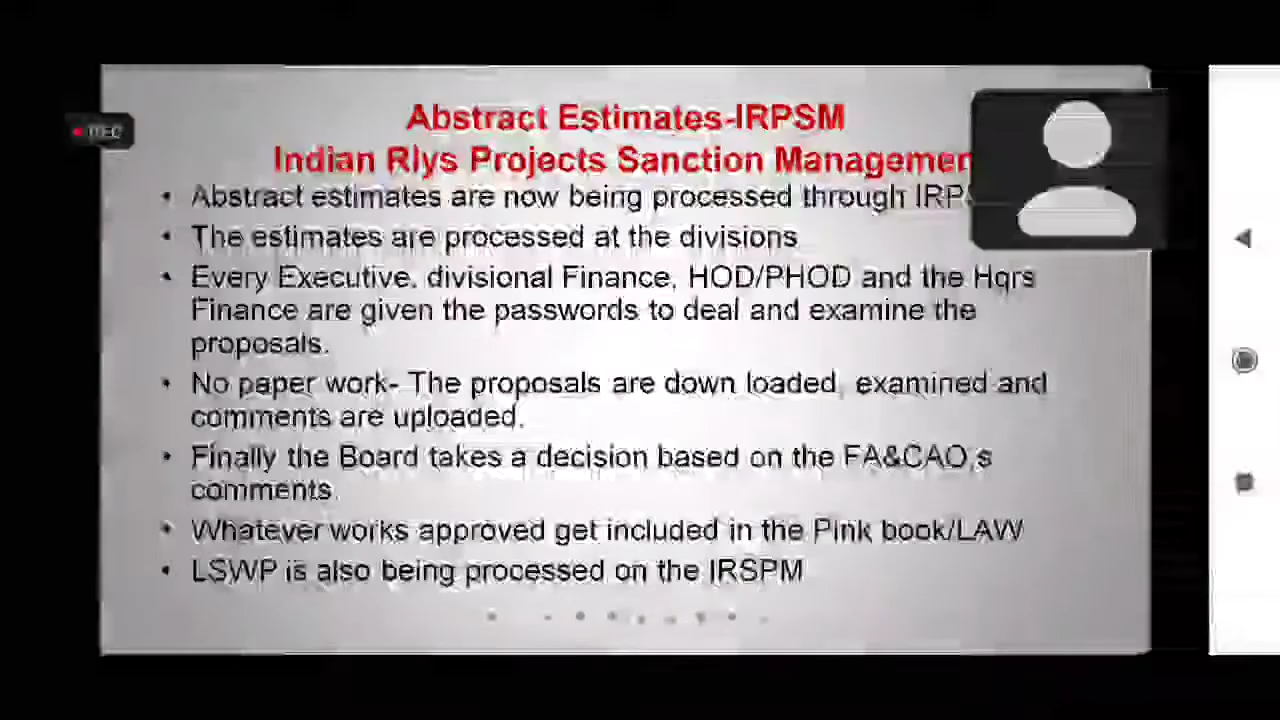 REC
Abstract Estimates-IRPSM
Indian Rlys Projects Sanction Managemen
• Abstract estimates are now being processed through IRP
• The estimates are processed at the divisions
• Every Executive, divisional Finance, HOD/PHOD and the Hqrs
Finance are given the passwords to deal and examine the
proposals.
• No paper work- The proposals are down loaded, examined and
comments are uploaded.
• Finally the Board takes a decision based on the FA&CAO's
comments.
• Whatever works approved get included in the Pink book/LAW
• LSWP is also being processed on the IRSPM